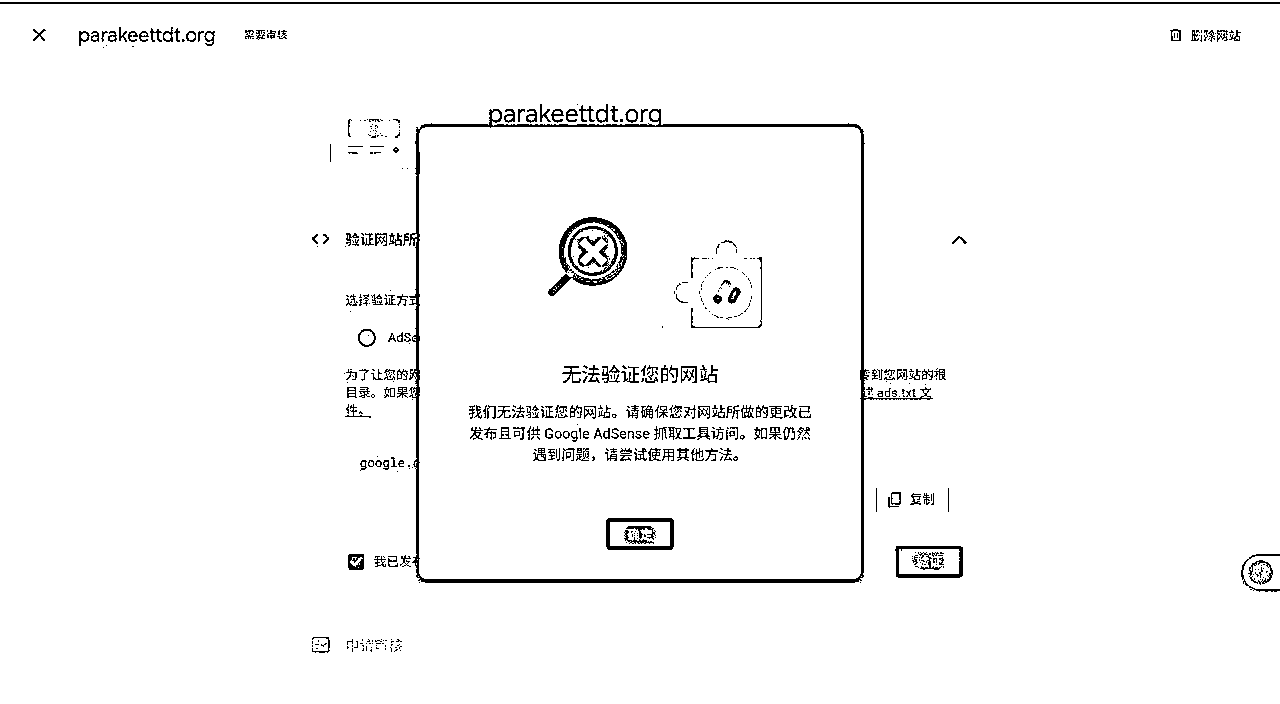 parakeettdt.org 需要审核 删除网站
parakeettdt.org
验证网站所
选择验证方式
AdSe
为了让您的网
目录。如果您
件。
传到您网站的根
建 ads.txt 文
google.c
无法验证您的网站
我们无法验证您的网站。请确保您对网站所做的更改已
发布且可供 Google AdSense 抓取工具访问。如果仍然
遇到问题，请尝试使用其他方法。
复制
确定
我已发布
验证
申请审核